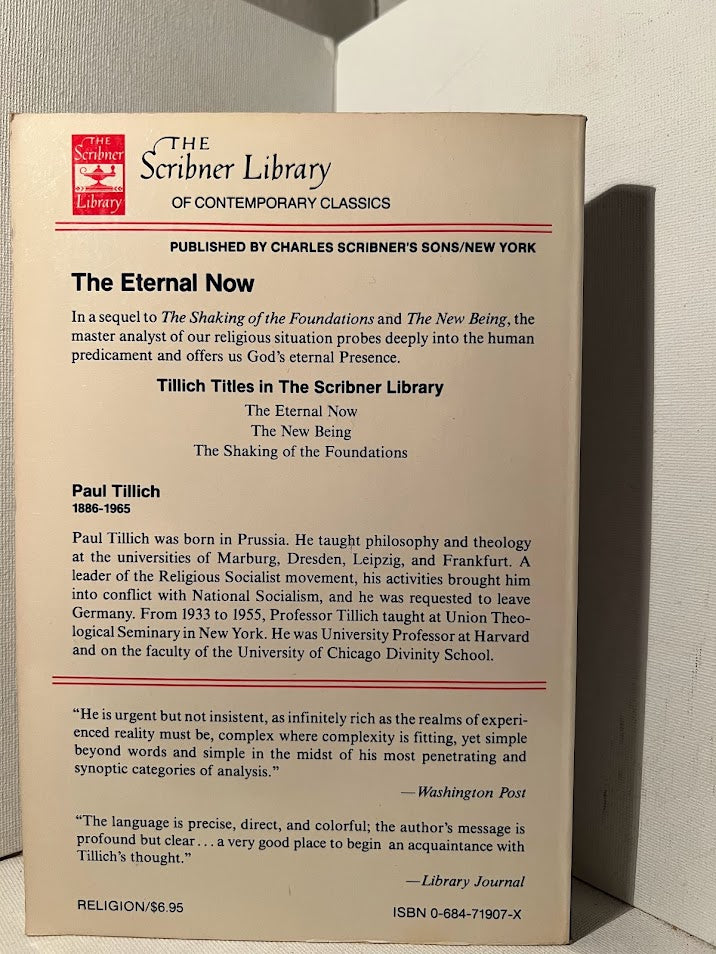 THE
Scribner
Library
THE
Scribner Library
OF CONTEMPORARY CLASSICS
PUBLISHED BY CHARLES SCRIBNER'S SONS/NEW YORK
The Eternal Now
In a sequel to The Shaking of the Foundations and The New Being, the
master analyst of our religious situation probes deeply into the human
predicament and offers us God's eternal Presence.
Tillich Titles in The Scribner Library
The Eternal Now
The New Being
The Shaking of the Foundations
Paul Tillich
1886-1965
Paul Tillich was born in Prussia. He taught philosophy and theology
at the universities of Marburg, Dresden, Leipzig, and Frankfurt. A
leader of the Religious Socialist movement, his activities brought him
into conflict with National Socialism, and he was requested to leave
Germany. From 1933 to 1955, Professor Tillich taught at Union Theo-
logical Seminary in New York. He was University Professor at Harvard
and on the faculty of the University of Chicago Divinity School.
"He is urgent but not insistent, as infinitely rich as the realms of experi-
enced reality must be, complex where complexity is fitting, yet simple
beyond words and simple in the midst of his most penetrating and
synoptic categories of analysis."
—Washington Post
"The language is precise, direct, and colorful; the author's message is
profound but clear... a very good place to begin an acquaintance with
Tillich's thought."
—Library Journal
RELIGION/$6.95
ISBN 0-684-71907-X